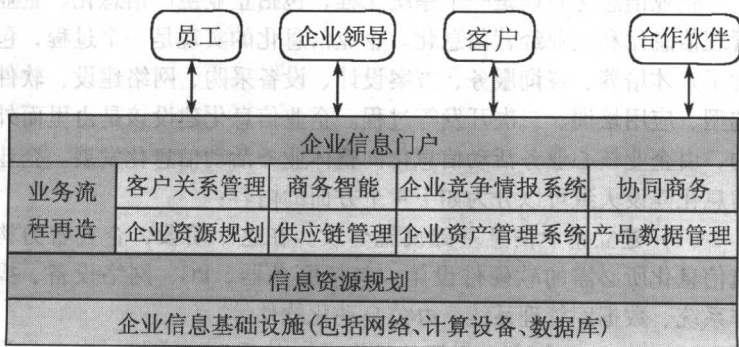 员工 企业领导 客户 合作伙伴
企业信息门户
业务流程再造
客户关系管理 商务智能 企业竞争情报系统 协同商务
企业资源规划 供应链管理 企业资产管理系统 产品数据管理
信息资源规划
企业信息基础设施(包括网络、计算设备、数据库)